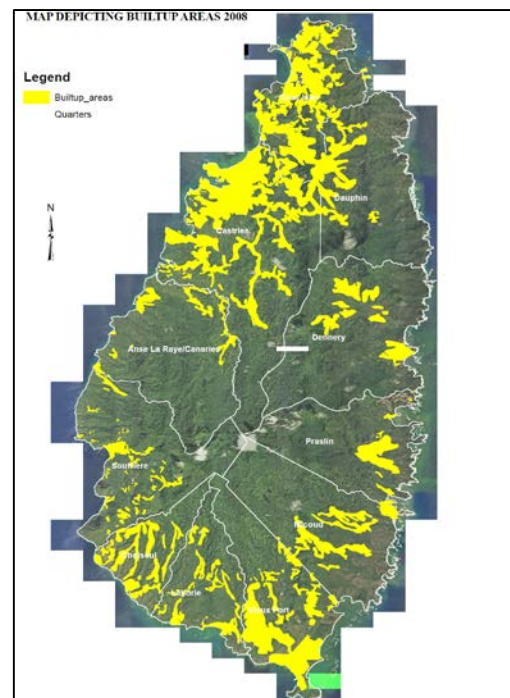 MAP DEPICTING BUILTUP AREAS 2008
Legend
Builtup_areas
Quarters
N
Dauphin
Castries
Dennery
Anse La Raye/Canaries
Praslin
Soufriere
Micoud
Choiseul
Laborie
Vieux Fort